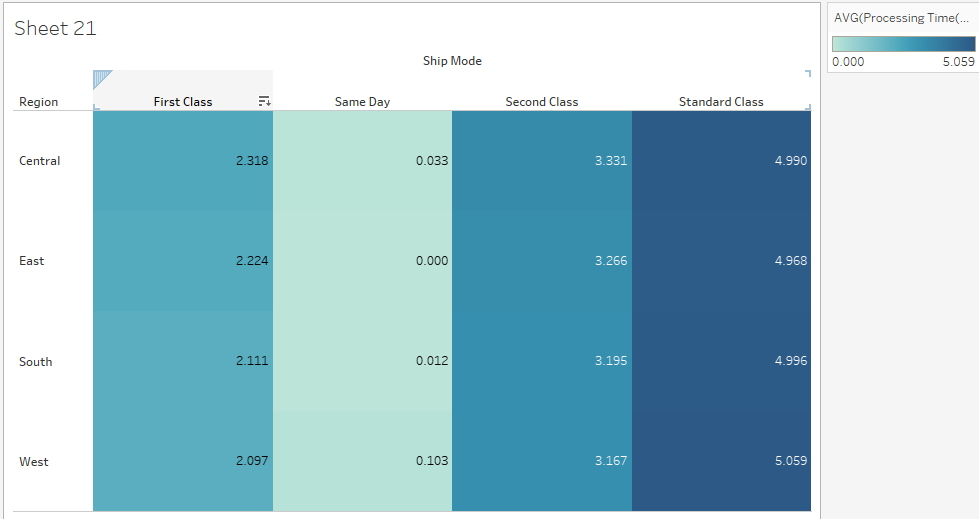 Sheet 21
AVG(Processing Time(...
0.000 5.059
Ship Mode
Region First Class Same Day Second Class Standard Class
Central 2.318 0.033 3.331 4.990
East 2.224 0.000 3.266 4.968
South 2.111 0.012 3.195 4.996
West 2.097 0.103 3.167 5.059